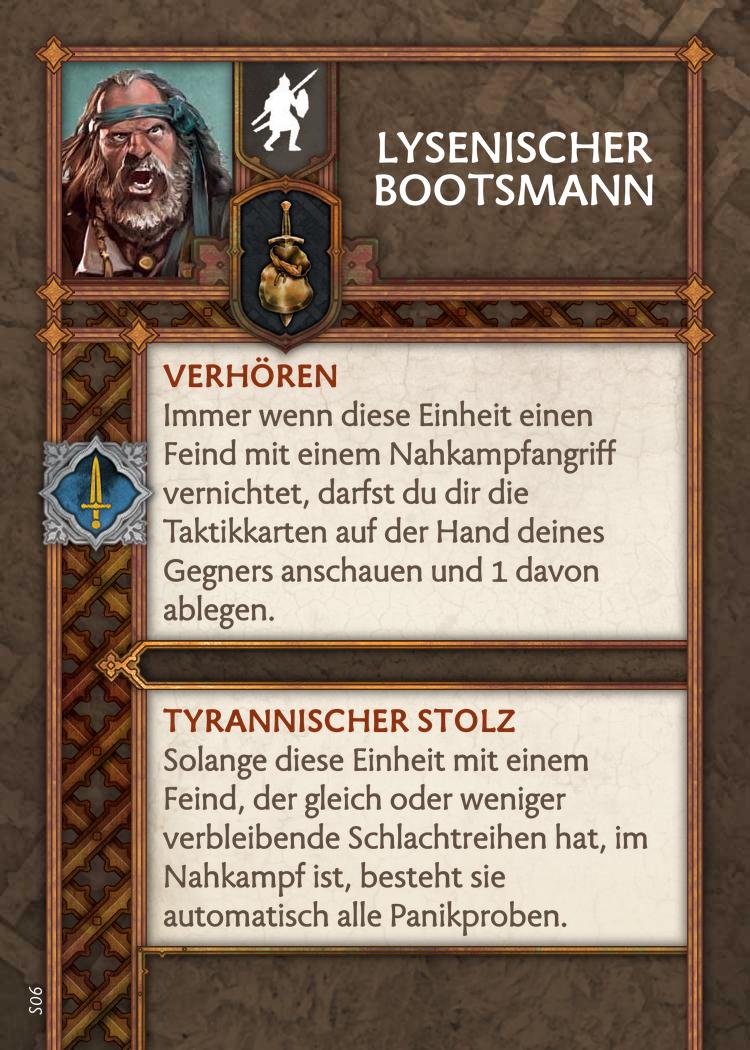 LYSENISCHER
BOOTSMANN
VERHÖREN
Immer wenn diese Einheit einen
Feind mit einem Nahkampfangriff
vernichtet, darfst du dir die
Taktikkarten auf der Hand deines
Gegners anschauen und 1 davon
ablegen.
TYRANNISCHER STOLZ
Solange diese Einheit mit einem
Feind, der gleich oder weniger
verbleibende Schlachtreihen hat, im
Nahkampf ist, besteht sie
automatisch alle Panikproben.
S06